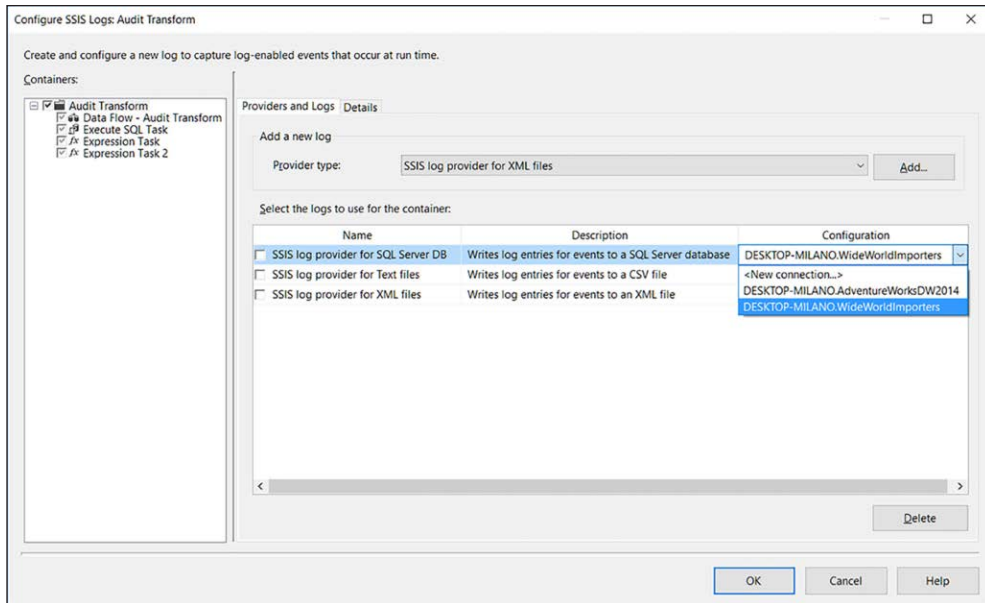 Configure SSIS Logs: Audit Transform
Create and configure a new log to capture log-enabled events that occur at run time.
Containers:
Audit Transform
Data Flow - Audit Transform
Execute SQL Task
fx Expression Task
fx Expression Task 2
Providers and Logs Details
Add a new log
Provider type: SSIS log provider for XML files Add...
Select the logs to use for the container:
Name Description Configuration
SSIS log provider for SQL Server DB Writes log entries for events to a SQL Server database DESKTOP-MILANO.WideWorldImporters
SSIS log provider for Text files Writes log entries for events to a CSV file <New connection...>
DESKTOP-MILANO.AdventureWorksDW2014
SSIS log provider for XML files Writes log entries for events to an XML file DESKTOP-MILANO.WideWorldImporters
Delete
OK Cancel Help